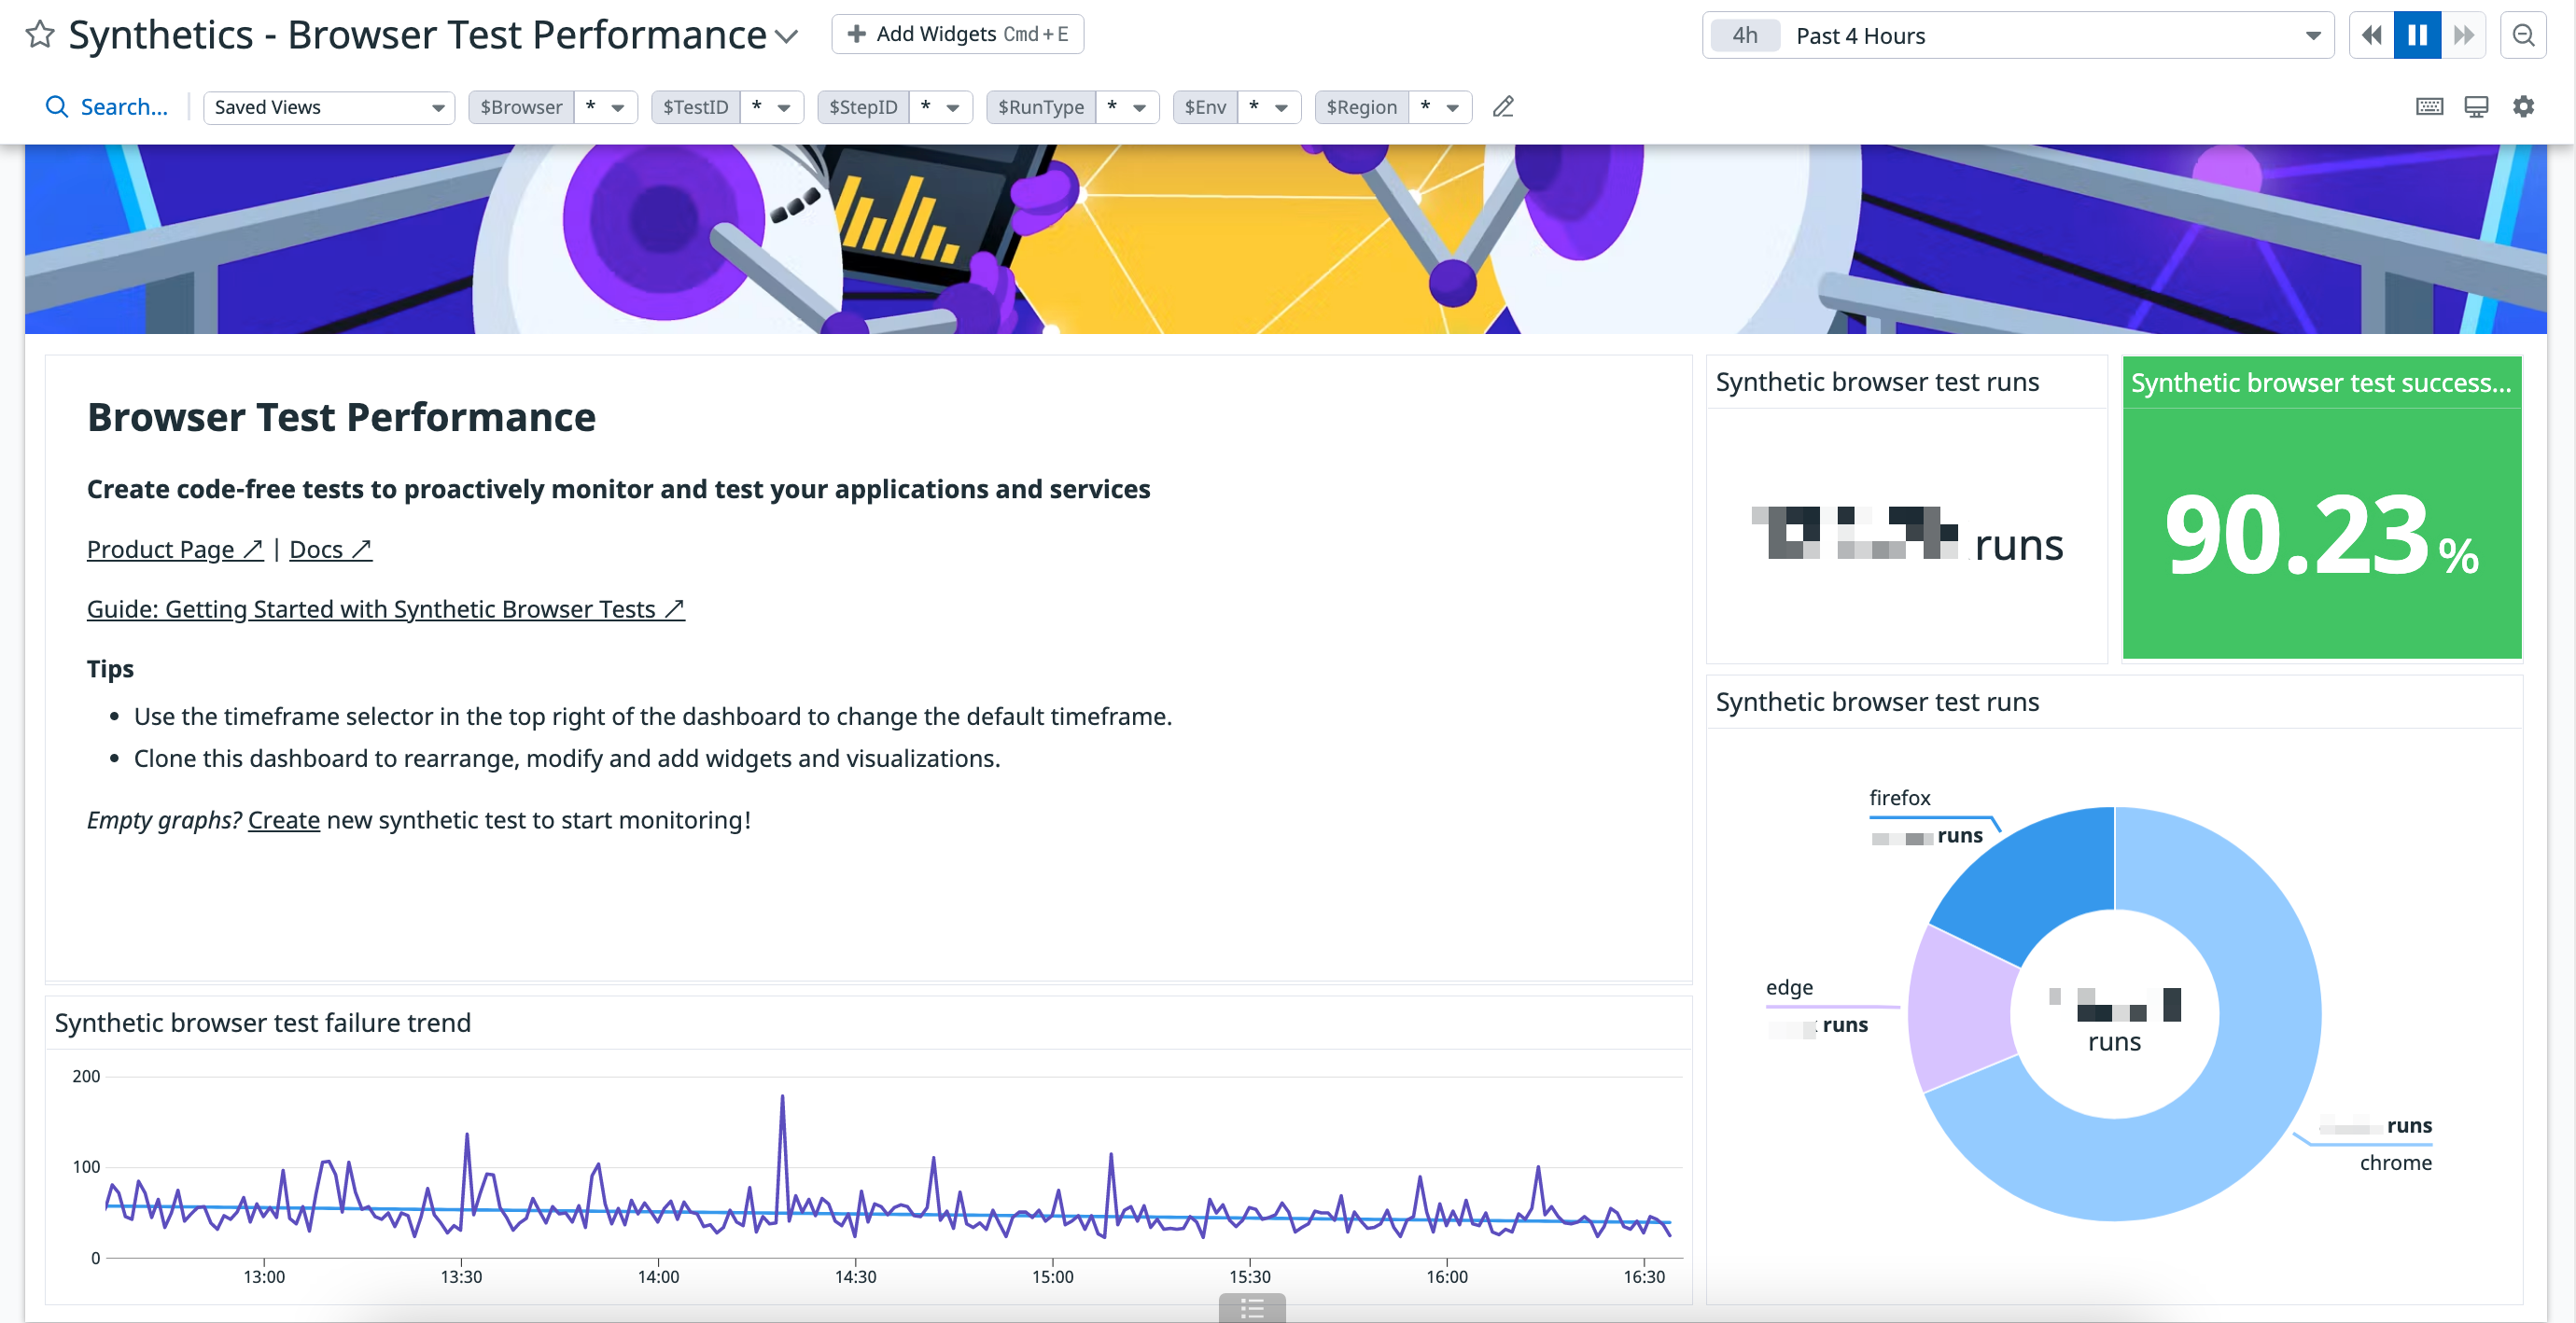 Synthetics - Browser Test Performance
Add Widgets Cmd+E
4h Past 4 Hours
Search...
Saved Views
$Browser *
$TestID *
$StepID *
$RunType *
$Env *
$Region *
Browser Test Performance
Create code-free tests to proactively monitor and test your applications and services
Product Page ↗ | Docs ↗
Guide: Getting Started with Synthetic Browser Tests ↗
Tips
• Use the timeframe selector in the top right of the dashboard to change the default timeframe.
• Clone this dashboard to rearrange, modify and add widgets and visualizations.
Empty graphs? Create new synthetic test to start monitoring!
Synthetic browser test runs
runs
Synthetic browser test success...
90.23%
Synthetic browser test runs
firefox
runs
edge
runs
runs
runs
chrome
Synthetic browser test failure trend
200
100
0
13:00
13:30
14:00
14:30
15:00
15:30
16:00
16:30